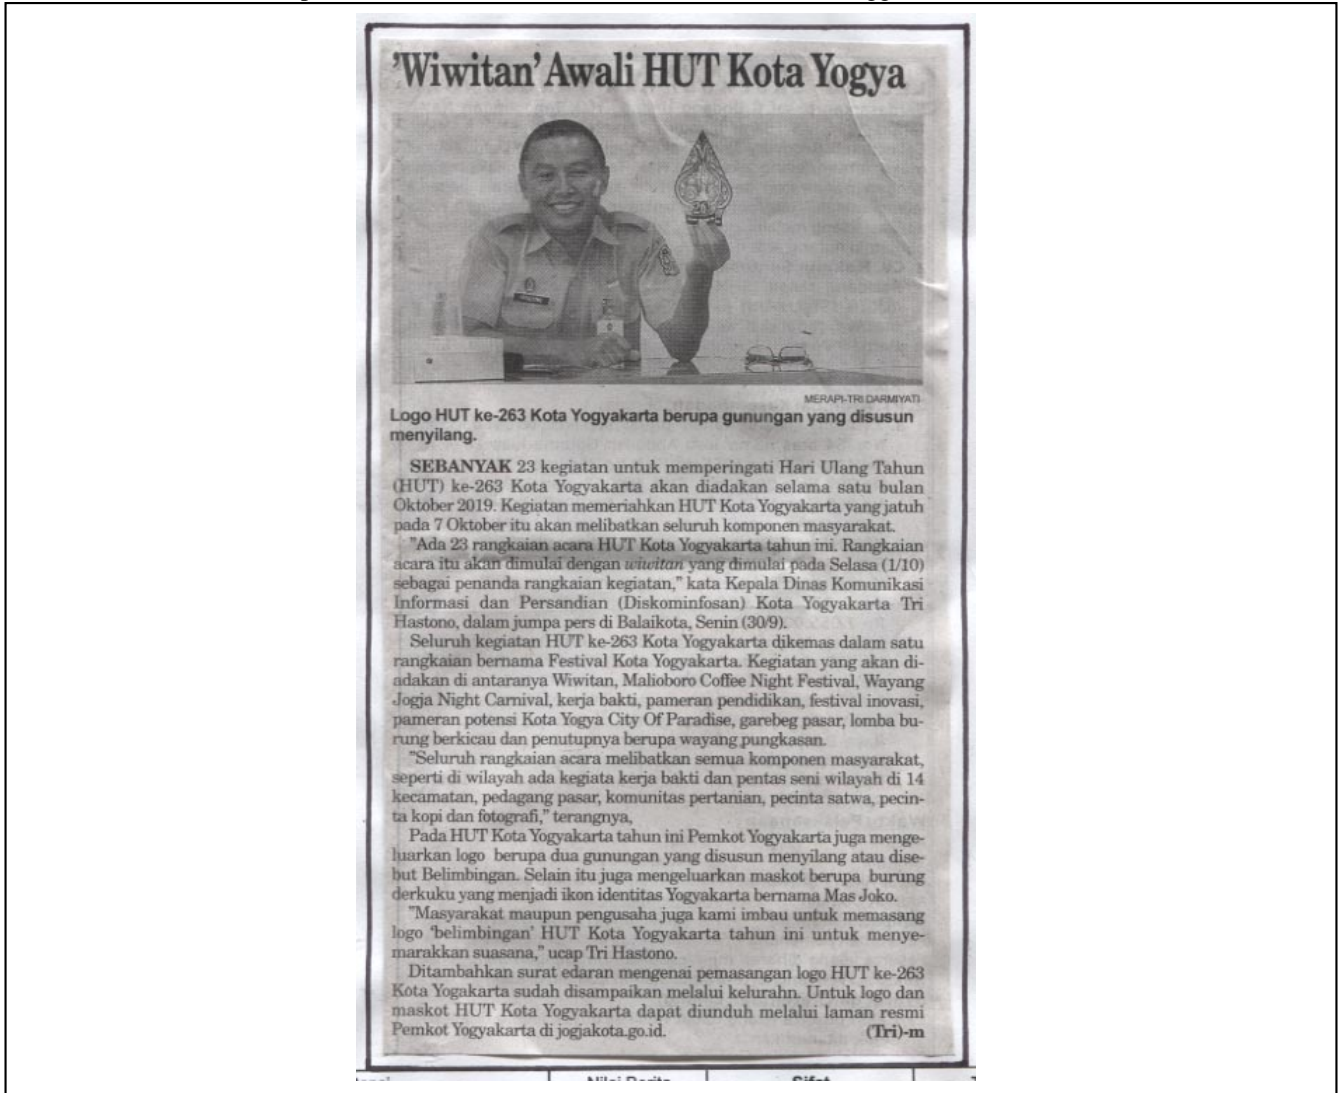 'Wiwitan' Awali HUT Kota Yogya
MERAPI-TRI DARMIYATI
Logo HUT ke-263 Kota Yogyakarta berupa gunungan yang disusun
menyilang.
SEBANYAK 23 kegiatan untuk memperingati Hari Ulang Tahun
(HUT) ke-263 Kota Yogyakarta akan diadakan selama satu bulan
Oktober 2019. Kegiatan memeriahkan HUT Kota Yogyakarta yang jatuh
pada 7 Oktober itu akan melibatkan seluruh komponen masyarakat.
"Ada 23 rangkaian acara HUT Kota Yogyakarta tahun ini. Rangkaian
acara itu akan dimulai dengan wiwitan yang dimulai pada Selasa (1/10)
sebagai penanda rangkaian kegiatan," kata Kepala Dinas Komunikasi
Informasi dan Persandian (Diskominfosan) Kota Yogyakarta Tri
Hastono, dalam jumpa pers di Balaikota, Senin (30/9).
Seluruh kegiatan HUT ke-263 Kota Yogyakarta dikemas dalam satu
rangkaian bernama Festival Kota Yogyakarta. Kegiatan yang akan di-
adakan di antaranya Wiwitan, Malioboro Coffee Night Festival, Wayang
Jogja Night Carnival, kerja bakti, pameran pendidikan, festival inovasi,
pameran potensi Kota Yogya City Of Paradise, garebeg pasar, lomba bu-
rung berkicau dan penutupnya berupa wayang pungkasan.
"Seluruh rangkaian acara melibatkan semua komponen masyarakat,
seperti di wilayah ada kegiata kerja bakti dan pentas seni wilayah di 14
kecamatan, pedagang pasar, komunitas pertanian, pecinta satwa, pecin-
ta kopi dan fotografi," terangnya,
Pada HUT Kota Yogyakarta tahun ini Pemkot Yogyakarta juga menge-
luarkan logo berupa dua gunungan yang disusun menyilang atau dise-
but Belimbingan. Selain itu juga mengeluarkan maskot berupa burung
derkuku yang menjadi ikon identitas Yogyakarta bernama Mas Joko.
"Masyarakat maupun pengusaha juga kami imbau untuk memasang
logo 'belimbingan' HUT Kota Yogyakarta tahun ini untuk menye-
marakkan suasana," ucap Tri Hastono.
Ditambahkan surat edaran mengenai pemasangan logo HUT ke-263
Kota Yogakarta sudah disampaikan melalui kelurahn. Untuk logo dan
maskot HUT Kota Yogyakarta dapat diunduh melalui laman resmi
Pemkot Yogyakarta di jogjakota.go.id. (Tri)-m
Nilai Berita Sifat